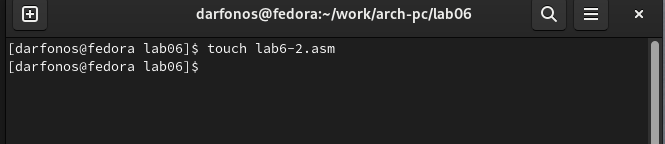 darfonos@fedora:~/work/arch-pc/lab06
[darfonos@fedora lab06]$ touch lab6-2.asm
[darfonos@fedora lab06]$